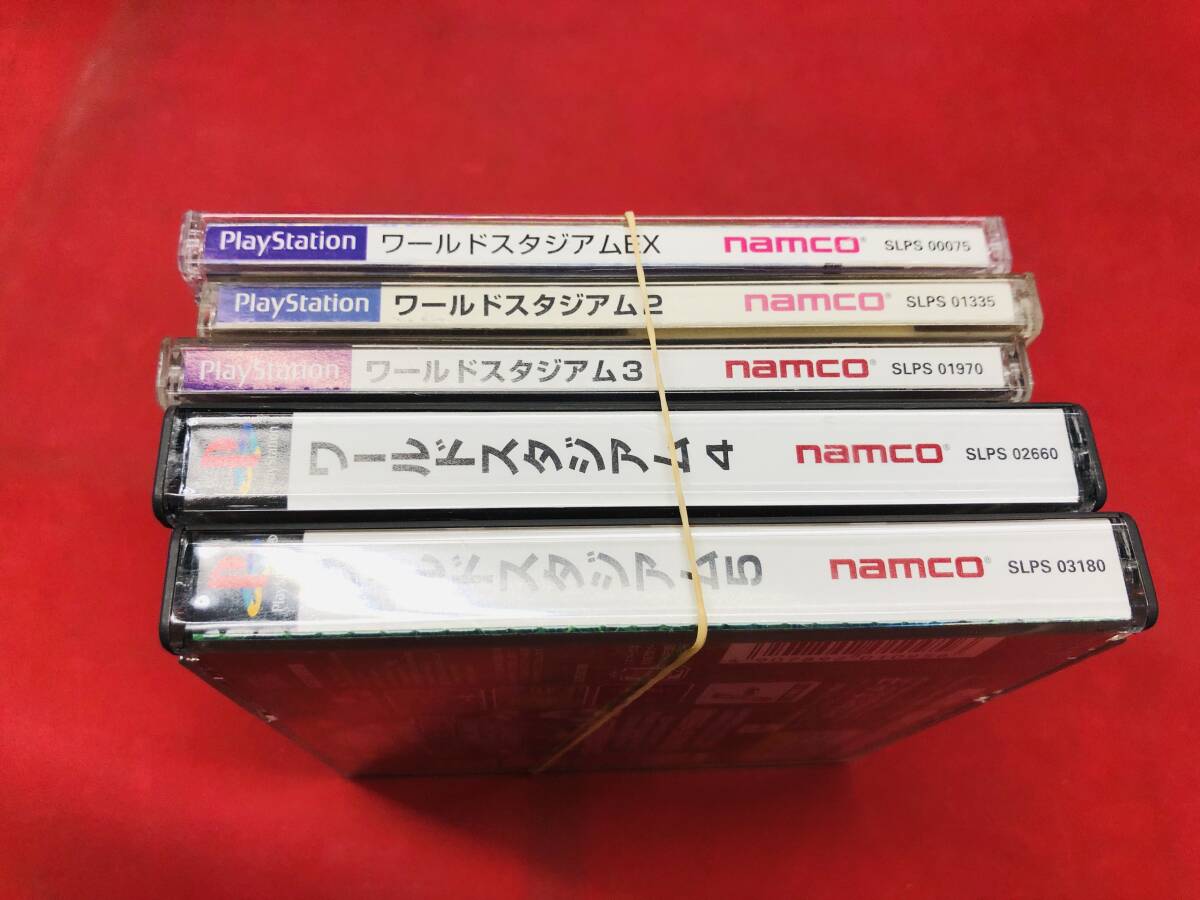 PlayStation ワールドスタジアムEX namco® SLPS 00075
PlayStation ワールドスタジアム2 namco® SLPS 01335
PlayStation ワールドスタジアム3 namco® SLPS 01970
ワールドスタジアム4 namco® SLPS 02660
ワールドスタジアム5 namco® SLPS 03180